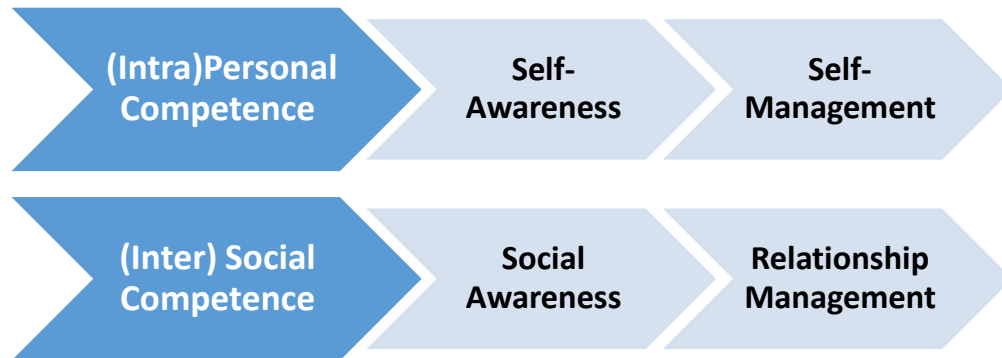 (Intra)Personal
Competence
Self-
Awareness
Self-
Management
(Inter) Social
Competence
Social
Awareness
Relationship
Management